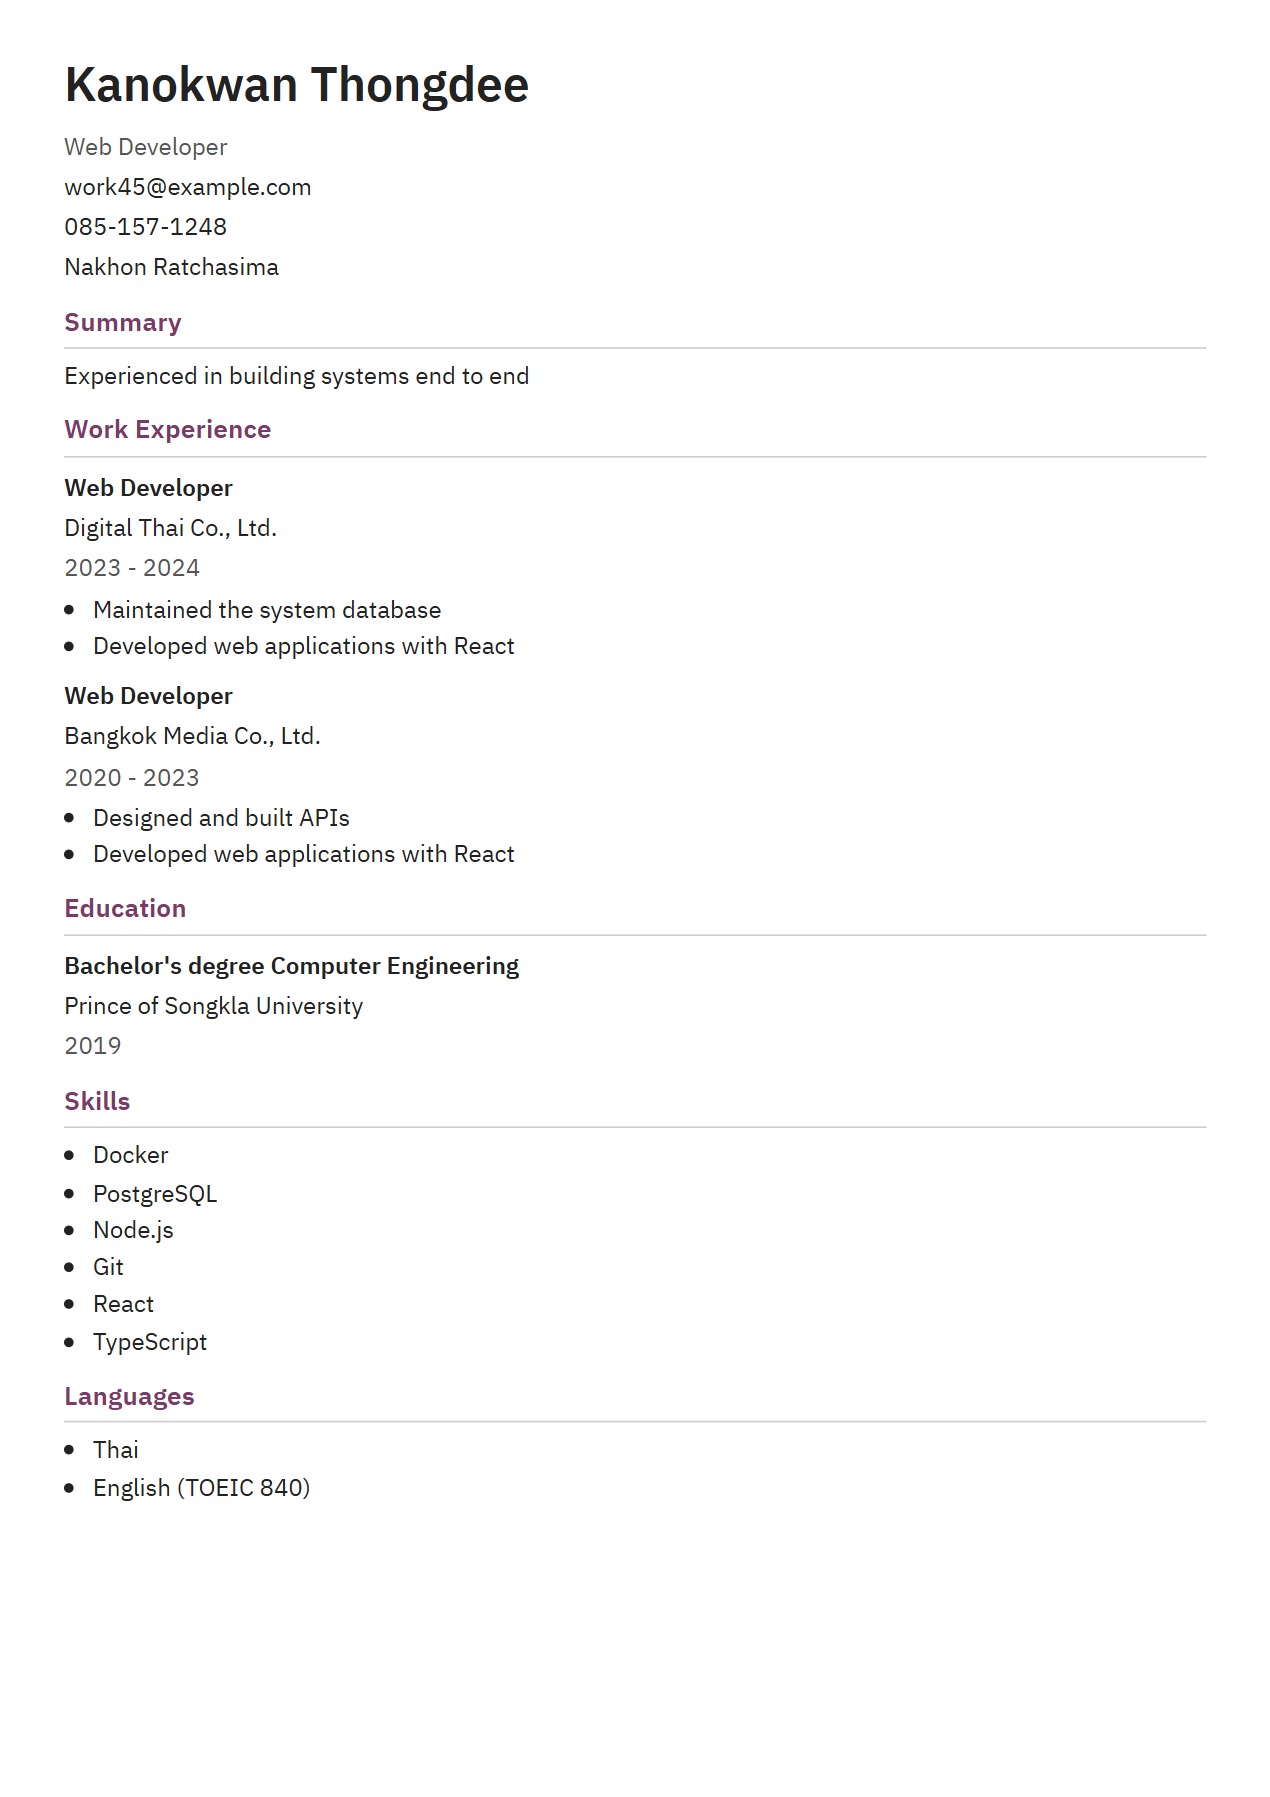 Kanokwan Thongdee
Web Developer
work45@example.com
085-157-1248
Nakhon Ratchasima
Summary
Experienced in building systems end to end
Work Experience
Web Developer
Digital Thai Co., Ltd.
2023 - 2024
• Maintained the system database
• Developed web applications with React
Web Developer
Bangkok Media Co., Ltd.
2020 - 2023
• Designed and built APIs
• Developed web applications with React
Education
Bachelor's degree Computer Engineering
Prince of Songkla University
2019
Skills
• Docker
• PostgreSQL
• Node.js
• Git
• React
• TypeScript
Languages
• Thai
• English (TOEIC 840)